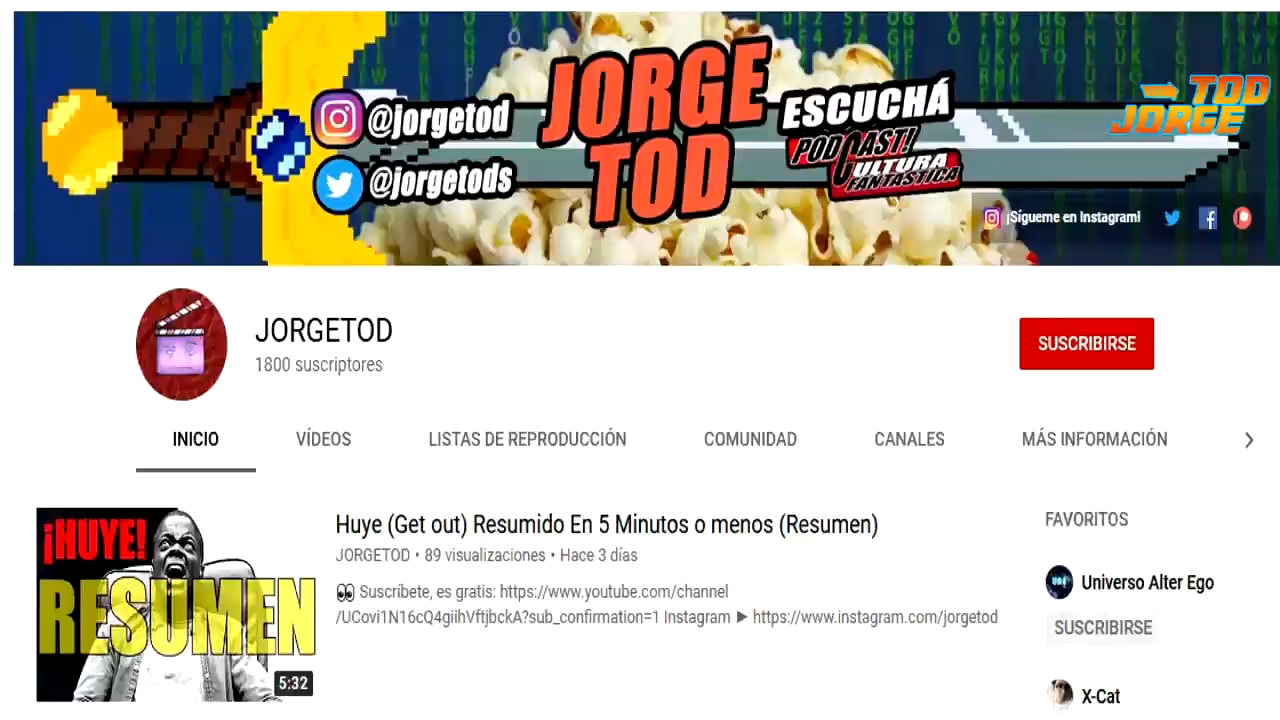 @jorgetod
@jorgetods
JORGE
TOD
ESCUCHÁ
PODCAST!
CULTURA
FANTASTICA
TOD
JORGE
¡Sígueme en Instagram!
JORGETOD
1800 suscriptores
SUSCRIBIRSE
INICIO VÍDEOS LISTAS DE REPRODUCCIÓN COMUNIDAD CANALES MÁS INFORMACIÓN
¡HUYE!
RESUMEN
5:32
Huye (Get out) Resumido En 5 Minutos o menos (Resumen)
JORGETOD • 89 visualizaciones • Hace 3 días
👀 Suscríbete, es gratis: https://www.youtube.com/channel
/UCovi1N16cQ4giihVftjbckA?sub_confirmation=1 Instagram ▶ https://www.instagram.com/jorgetod
FAVORITOS
Universo Alter Ego
SUSCRIBIRSE
X-Cat